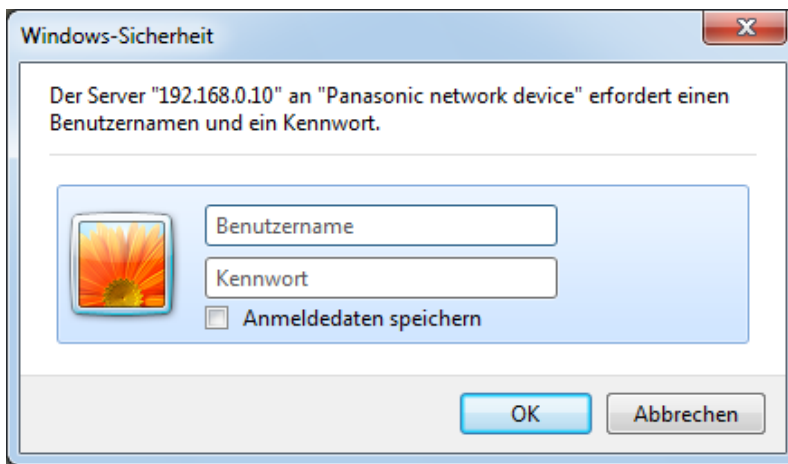 Windows-Sicherheit
Der Server "192.168.0.10" an "Panasonic network device" erfordert einen
Benutzernamen und ein Kennwort.
Benutzername
Kennwort
Anmeldedaten speichern
OK
Abbrechen